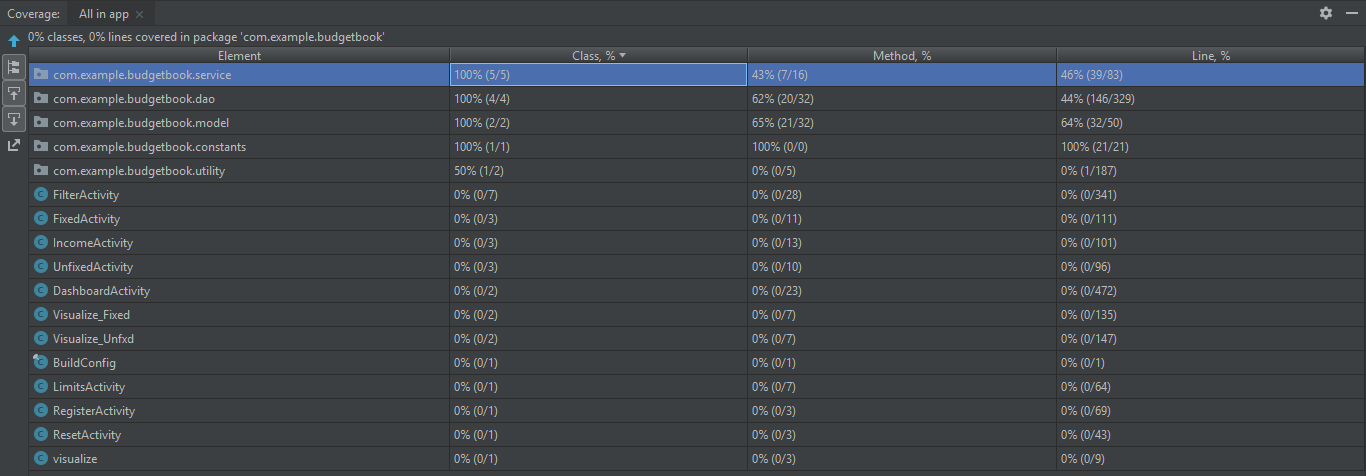 Coverage: All in app
0% classes, 0% lines covered in package 'com.example.budgetbook'
Element Class, % Method, % Line, %
com.example.budgetbook.service 100% (5/5) 43% (7/16) 46% (39/83)
com.example.budgetbook.dao 100% (4/4) 62% (20/32) 44% (146/329)
com.example.budgetbook.model 100% (2/2) 65% (21/32) 64% (32/50)
com.example.budgetbook.constants 100% (1/1) 100% (0/0) 100% (21/21)
com.example.budgetbook.utility 50% (1/2) 0% (0/5) 0% (1/187)
FilterActivity 0% (0/7) 0% (0/28) 0% (0/341)
FixedActivity 0% (0/3) 0% (0/11) 0% (0/111)
IncomeActivity 0% (0/3) 0% (0/13) 0% (0/101)
UnfixedActivity 0% (0/3) 0% (0/10) 0% (0/96)
DashboardActivity 0% (0/2) 0% (0/23) 0% (0/472)
Visualize_Fixed 0% (0/2) 0% (0/7) 0% (0/135)
Visualize_Unfxd 0% (0/2) 0% (0/7) 0% (0/147)
BuildConfig 0% (0/1) 0% (0/1) 0% (0/1)
LimitsActivity 0% (0/1) 0% (0/7) 0% (0/64)
RegisterActivity 0% (0/1) 0% (0/3) 0% (0/69)
ResetActivity 0% (0/1) 0% (0/3) 0% (0/43)
visualize 0% (0/1) 0% (0/3) 0% (0/9)